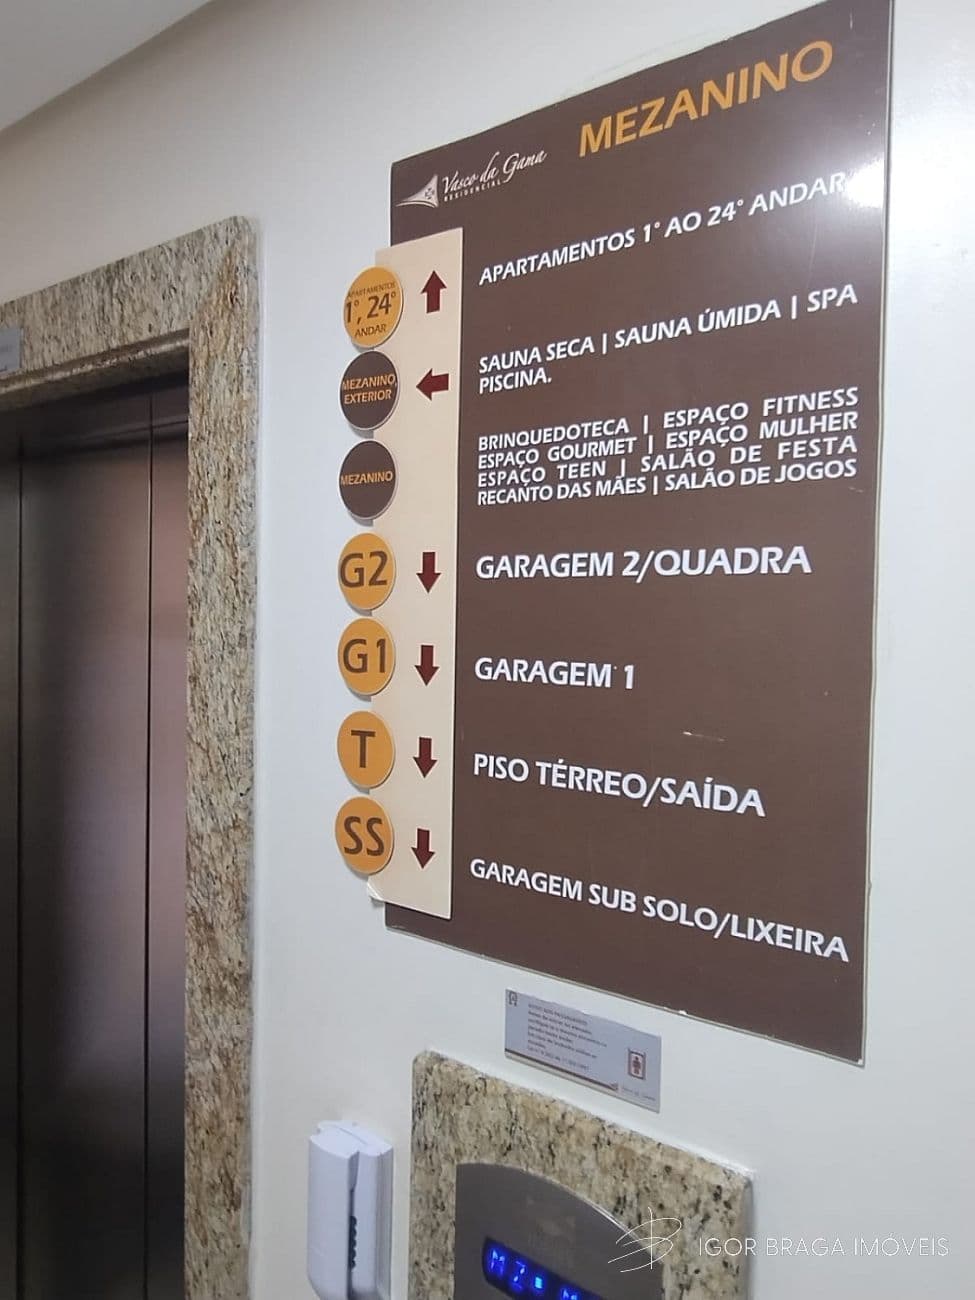 MEZANINO
Vasco da Gama
RESIDENCIAL
APARTAMENTOS
1º, 24º
ANDAR
APARTAMENTOS 1° AO 24° ANDAR
MEZANINO
EXTERIOR
SAUNA SECA | SAUNA ÚMIDA | SPA
PISCINA.
MEZANINO
BRINQUEDOTECA | ESPAÇO FITNESS
ESPAÇO GOURMET | ESPAÇO MULHER
ESPAÇO TEEN | SALÃO DE FESTA
RECANTO DAS MÃES | SALÃO DE JOGOS
G2
GARAGEM 2/QUADRA
G1
GARAGEM 1
T
PISO TÉRREO/SAÍDA
SS
GARAGEM SUB SOLO/LIXEIRA
MZ
IGOR BRAGA IMÓVEIS